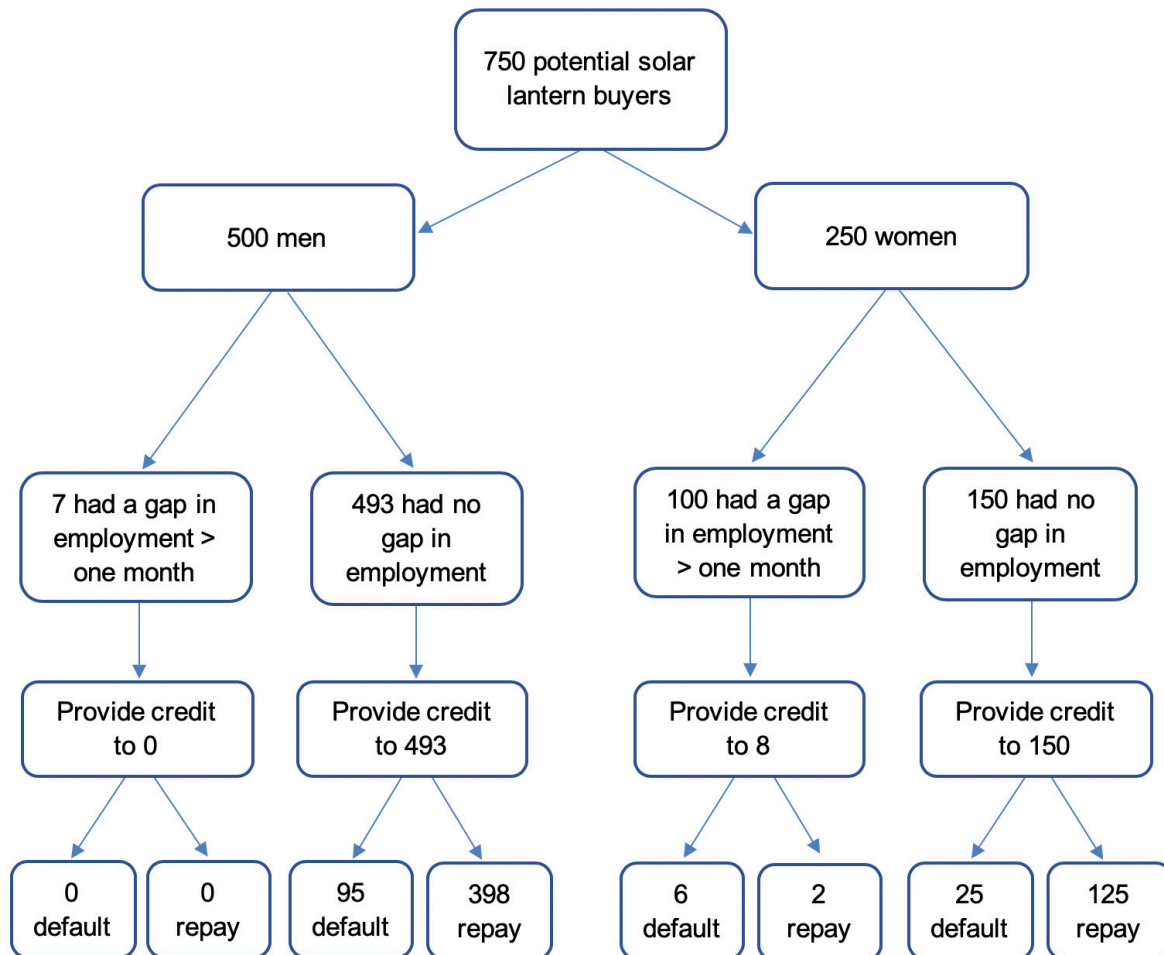 750 potential solar
lantern buyers
500 men
250 women
7 had a gap in
employment >
one month
493 had no
gap in
employment
100 had a gap
in employment
> one month
150 had no
gap in
employment
Provide credit
to 0
Provide credit
to 493
Provide credit
to 8
Provide credit
to 150
0
default
0
repay
95
default
398
repay
6
default
2
repay
25
default
125
repay